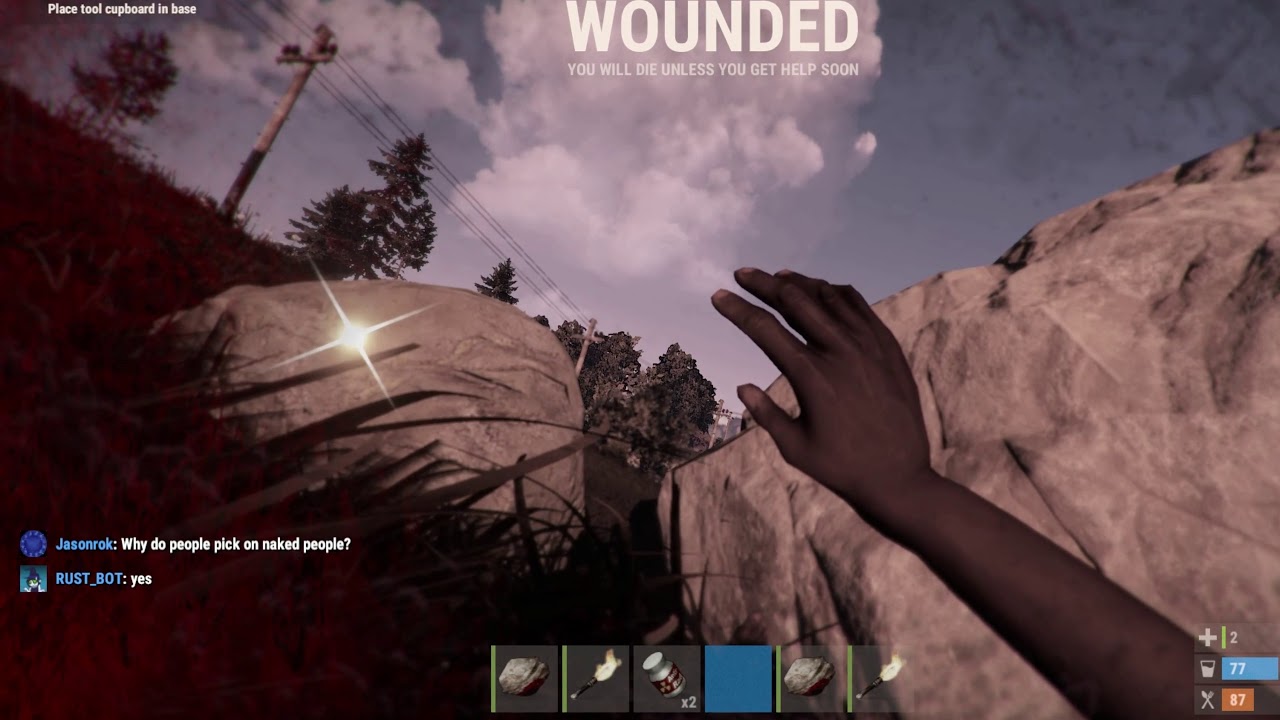 Place tool cupboard in base
WOUNDED
YOU WILL DIE UNLESS YOU GET HELP SOON
Jasonrok: Why do people pick on naked people?
RUST_BOT: yes
x2
2
77
87